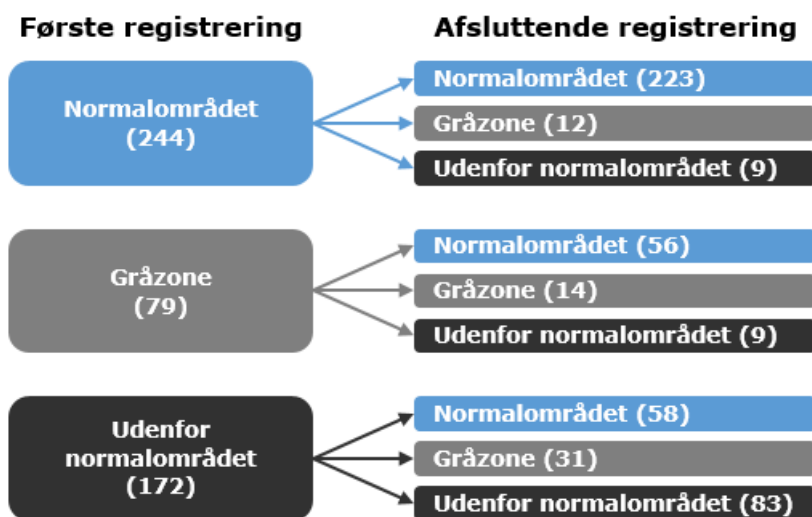 Første registrering
Afsluttende registrering
Normalområdet
(244)
Normalområdet (223)
Gråzone (12)
Udenfor normalområdet (9)
Gråzone
(79)
Normalområdet (56)
Gråzone (14)
Udenfor normalområdet (9)
Udenfor
normalområdet
(172)
Normalområdet (58)
Gråzone (31)
Udenfor normalområdet (83)